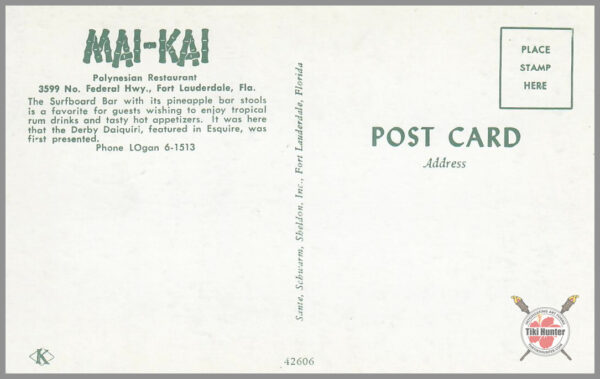 MAI-KAI
Polynesian Restaurant
3599 No. Federal Hwy., Fort Lauderdale, Fla.
The Surfboard Bar with its pineapple bar stools
is a favorite for guests wishing to enjoy tropical
rum drinks and tasty hot appetizers. It was here
that the Derby Daiquiri, featured in Esquire, was
first presented.
Phone LOgan 6-1513
Sante, Schwarm, Sheldon, Inc., Fort Lauderdale, Florida
PLACE
STAMP
HERE
POST CARD
Address
K
42606
Tiki Hunter